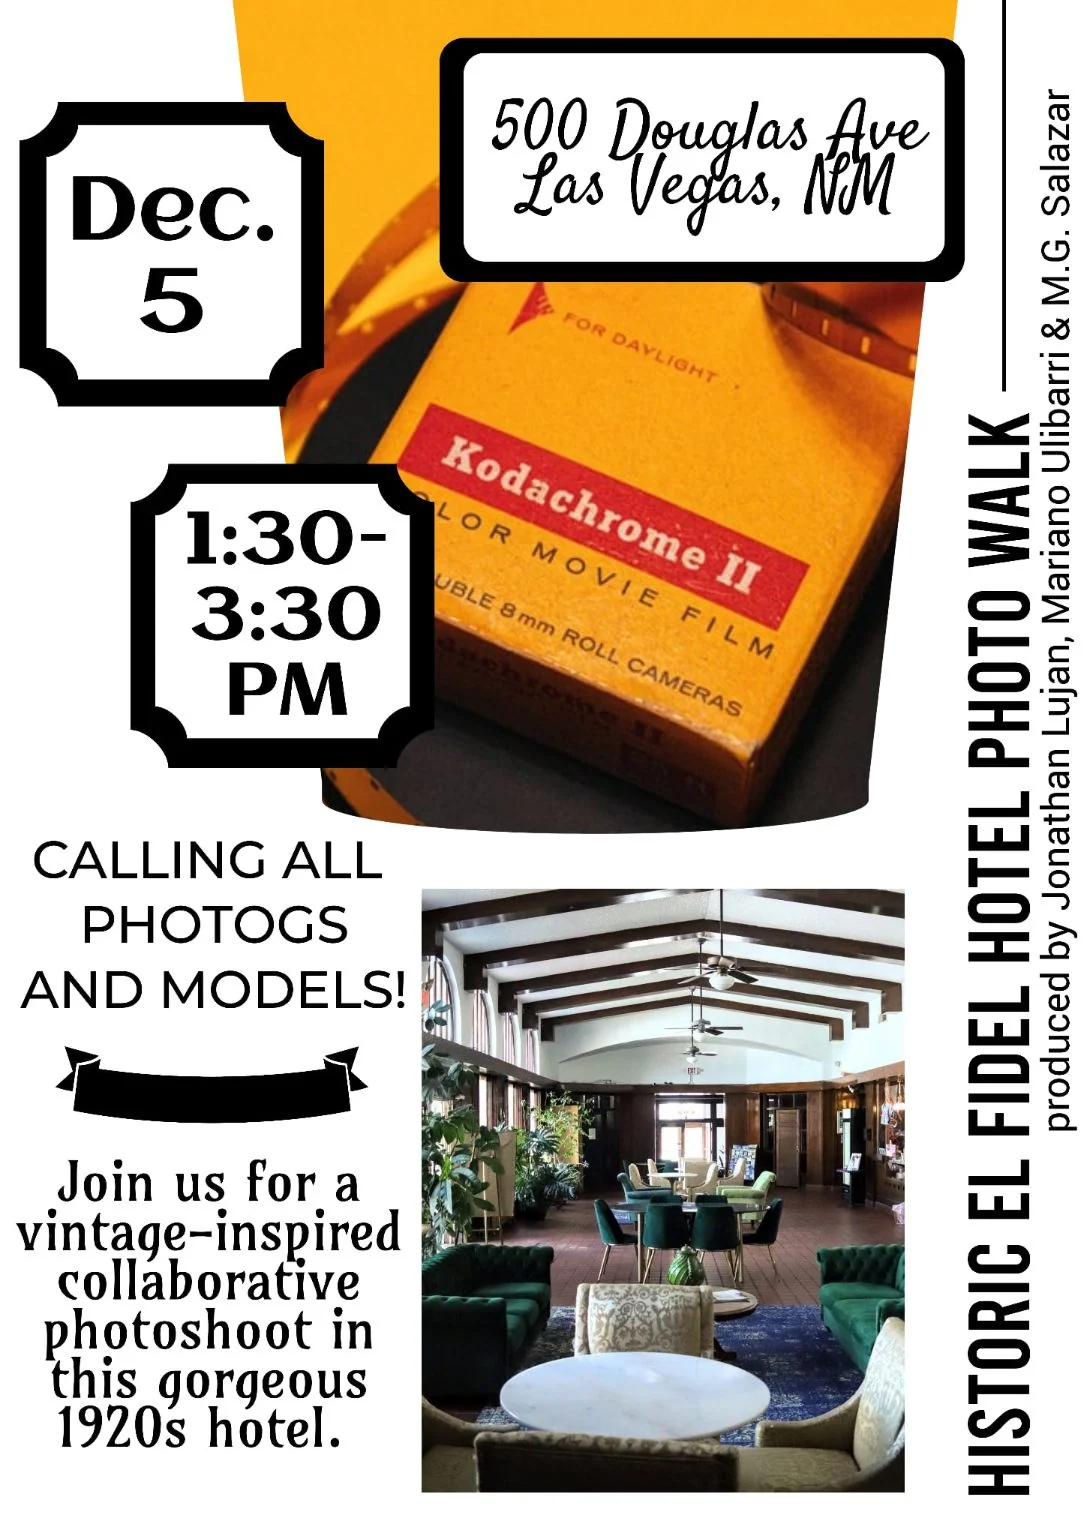 500 Douglas Ave
Las Vegas, NM
Dec.
5
FOR DAYLIGHT
Kodachrome II
OLOR MOVIE FILM
UBLE 8mm ROLL CAMERAS
1:30-
3:30
PM
CALLING ALL
PHOTOGS
AND MODELS!
Join us for a
vintage-inspired
collaborative
photoshoot in
this gorgeous
1920s hotel.
EXIT
HISTORIC EL FIDEL HOTEL PHOTO WALK
produced by Jonathan Lujan, Mariano Ulibarri & M.G. Salazar